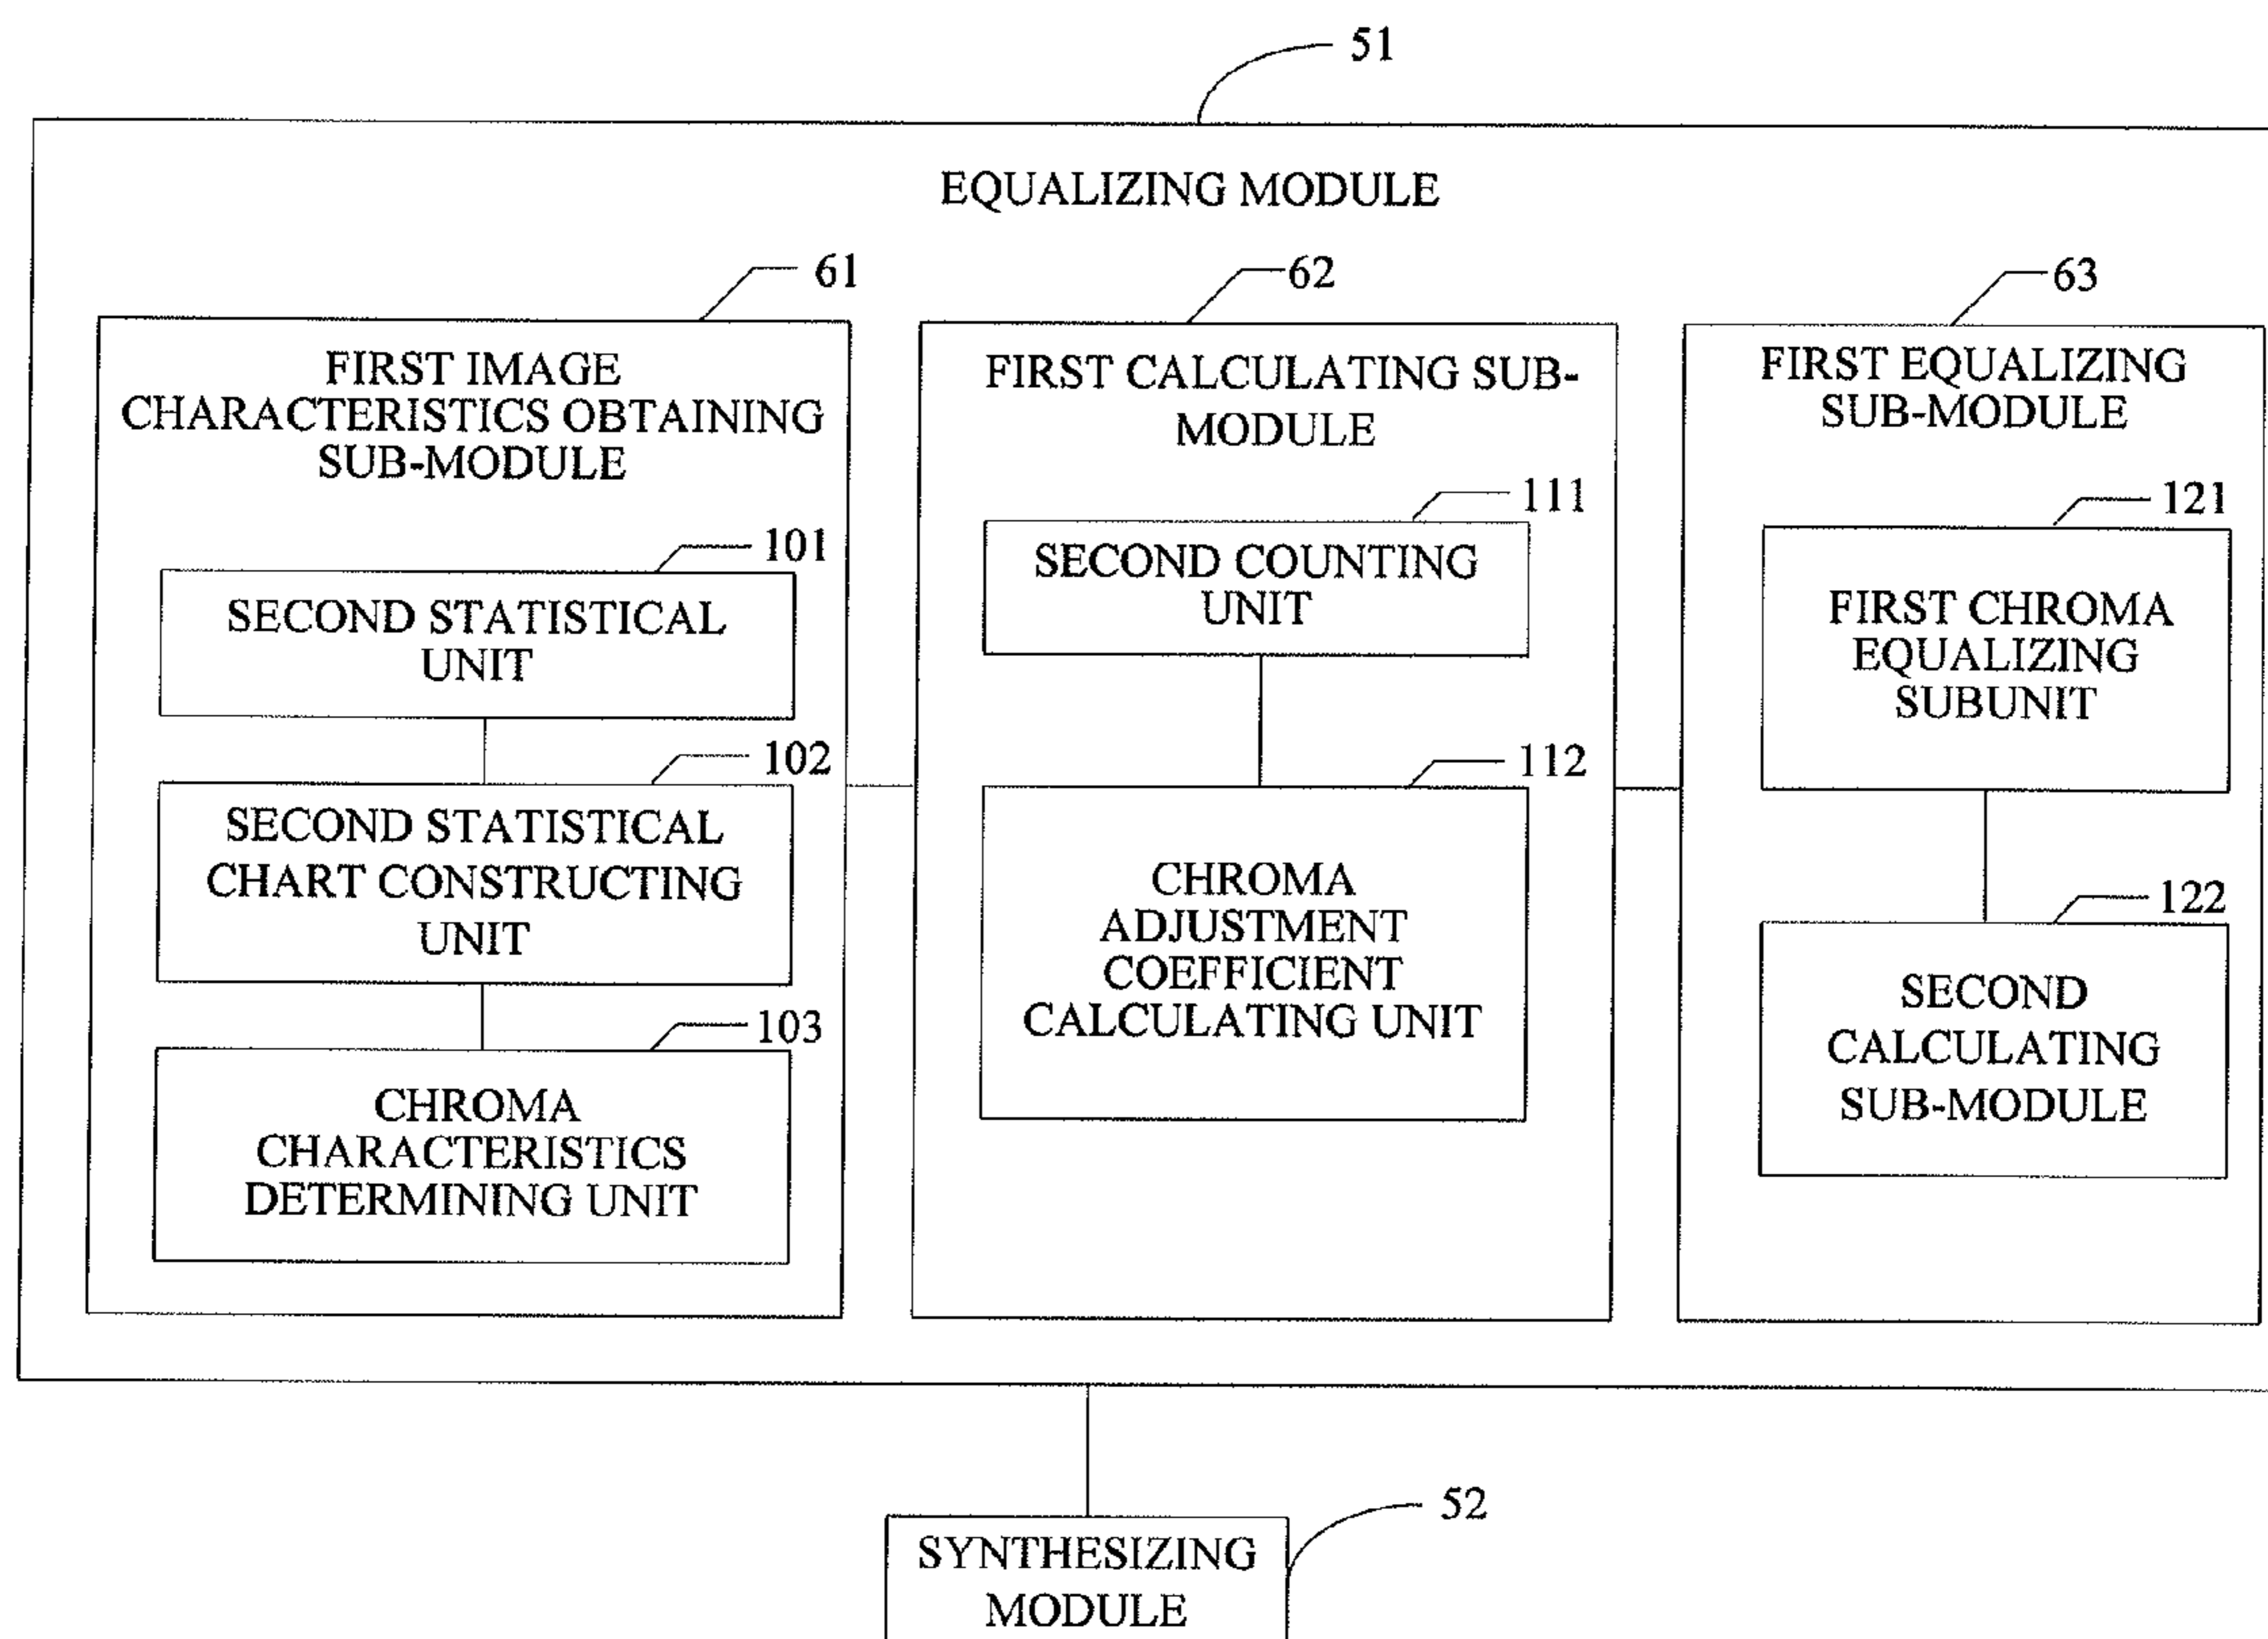 51
EQUALIZING MODULE
61
FIRST IMAGE
CHARACTERISTICS OBTAINING
SUB-MODULE
101
SECOND STATISTICAL
UNIT
102
SECOND STATISTICAL
CHART CONSTRUCTING
UNIT
103
CHROMA
CHARACTERISTICS
DETERMINING UNIT
62
FIRST CALCULATING SUB-
MODULE
111
SECOND COUNTING
UNIT
112
CHROMA
ADJUSTMENT
COEFFICIENT
CALCULATING UNIT
63
FIRST EQUALIZING
SUB-MODULE
121
FIRST CHROMA
EQUALIZING
SUBUNIT
122
SECOND
CALCULATING
SUB-MODULE
52
SYNTHESIZING
MODULE